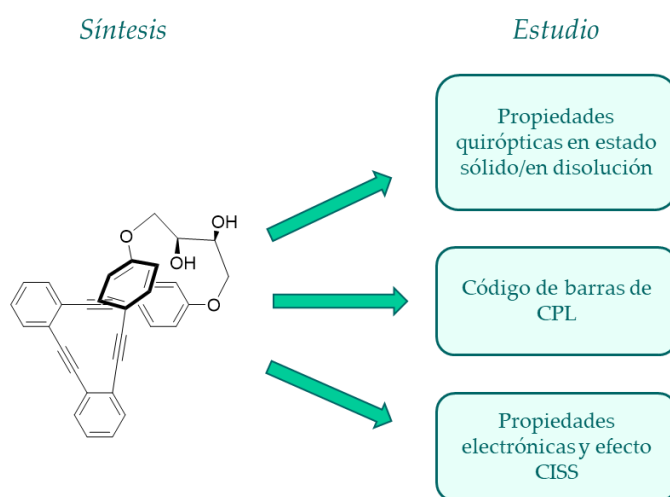 Síntesis
Estudio
Propiedades
quirópticas en estado
sólido/en disolución
OH
O
OH
O
Código de barras de
CPL
Propiedades
electrónicas y efecto
CISS